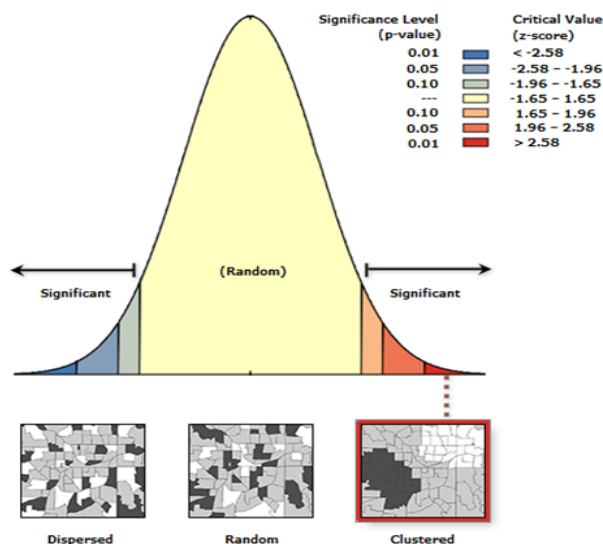 Significance Level Critical Value
(p-value) (z-score)
0.01 < -2.58
0.05 -2.58 – -1.96
0.10 -1.96 – -1.65
--- -1.65 – 1.65
0.10 1.65 – 1.96
0.05 1.96 – 2.58
0.01 > 2.58
(Random)
Significant Significant
Dispersed Random Clustered